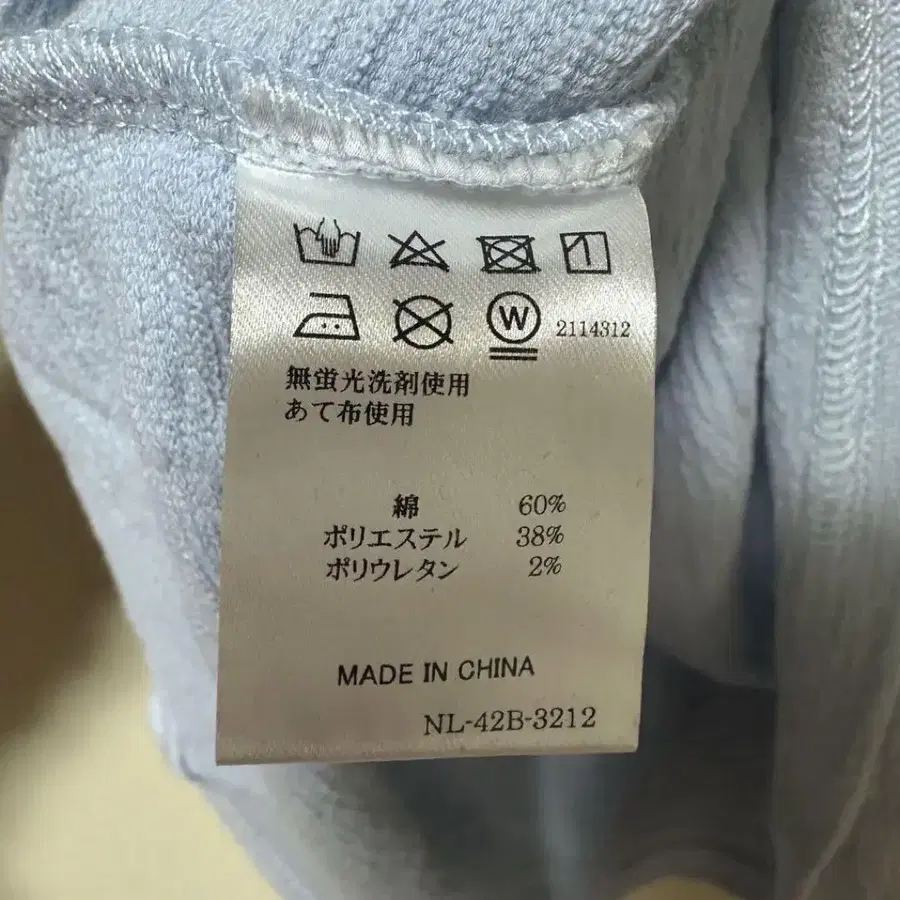 W 2114312
無蛍光洗剤使用
あて布使用
綿 60%
ポリエステル 38%
ポリウレタン 2%
MADE IN CHINA
NL-42B-3212